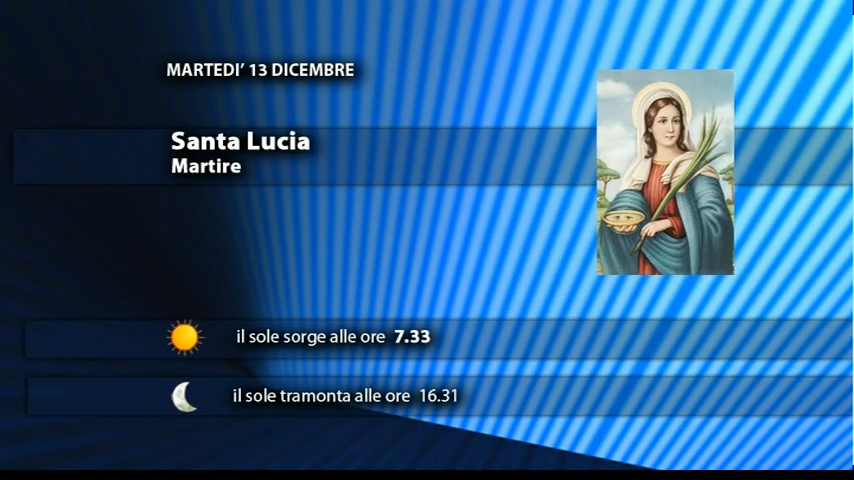 MARTEDI’ 13 DICEMBRE
Santa Lucia
Martire
il sole sorge alle ore 7.33
il sole tramonta alle ore 16.31